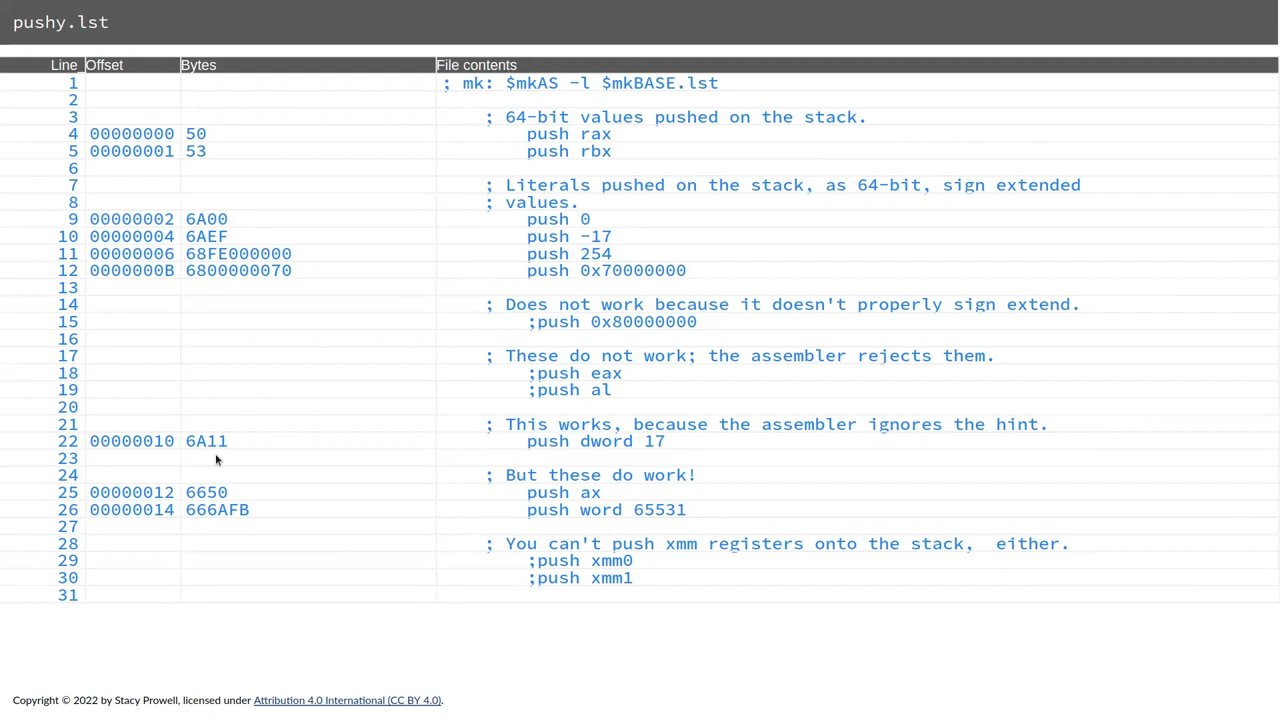 pushy.lst
Line Offset Bytes File contents
1 ; mk: $mkAS -l $mkBASE.lst
2
3 ; 64-bit values pushed on the stack.
4 00000000 50 push rax
5 00000001 53 push rbx
6
7 ; Literals pushed on the stack, as 64-bit, sign extended
8 ; values.
9 00000002 6A00 push 0
10 00000004 6AEF push -17
11 00000006 68FE000000 push 254
12 0000000B 6800000070 push 0x70000000
13
14 ; Does not work because it doesn't properly sign extend.
15 ;push 0x80000000
16
17 ; These do not work; the assembler rejects them.
18 ;push eax
19 ;push al
20
21 ; This works, because the assembler ignores the hint.
22 00000010 6A11 push dword 17
23
24 ; But these do work!
25 00000012 6650 push ax
26 00000014 666AFB push word 65531
27
28 ; You can't push xmm registers onto the stack,  either.
29 ;push xmm0
30 ;push xmm1
31
Copyright © 2022 by Stacy Prowell, licensed under Attribution 4.0 International (CC BY 4.0).